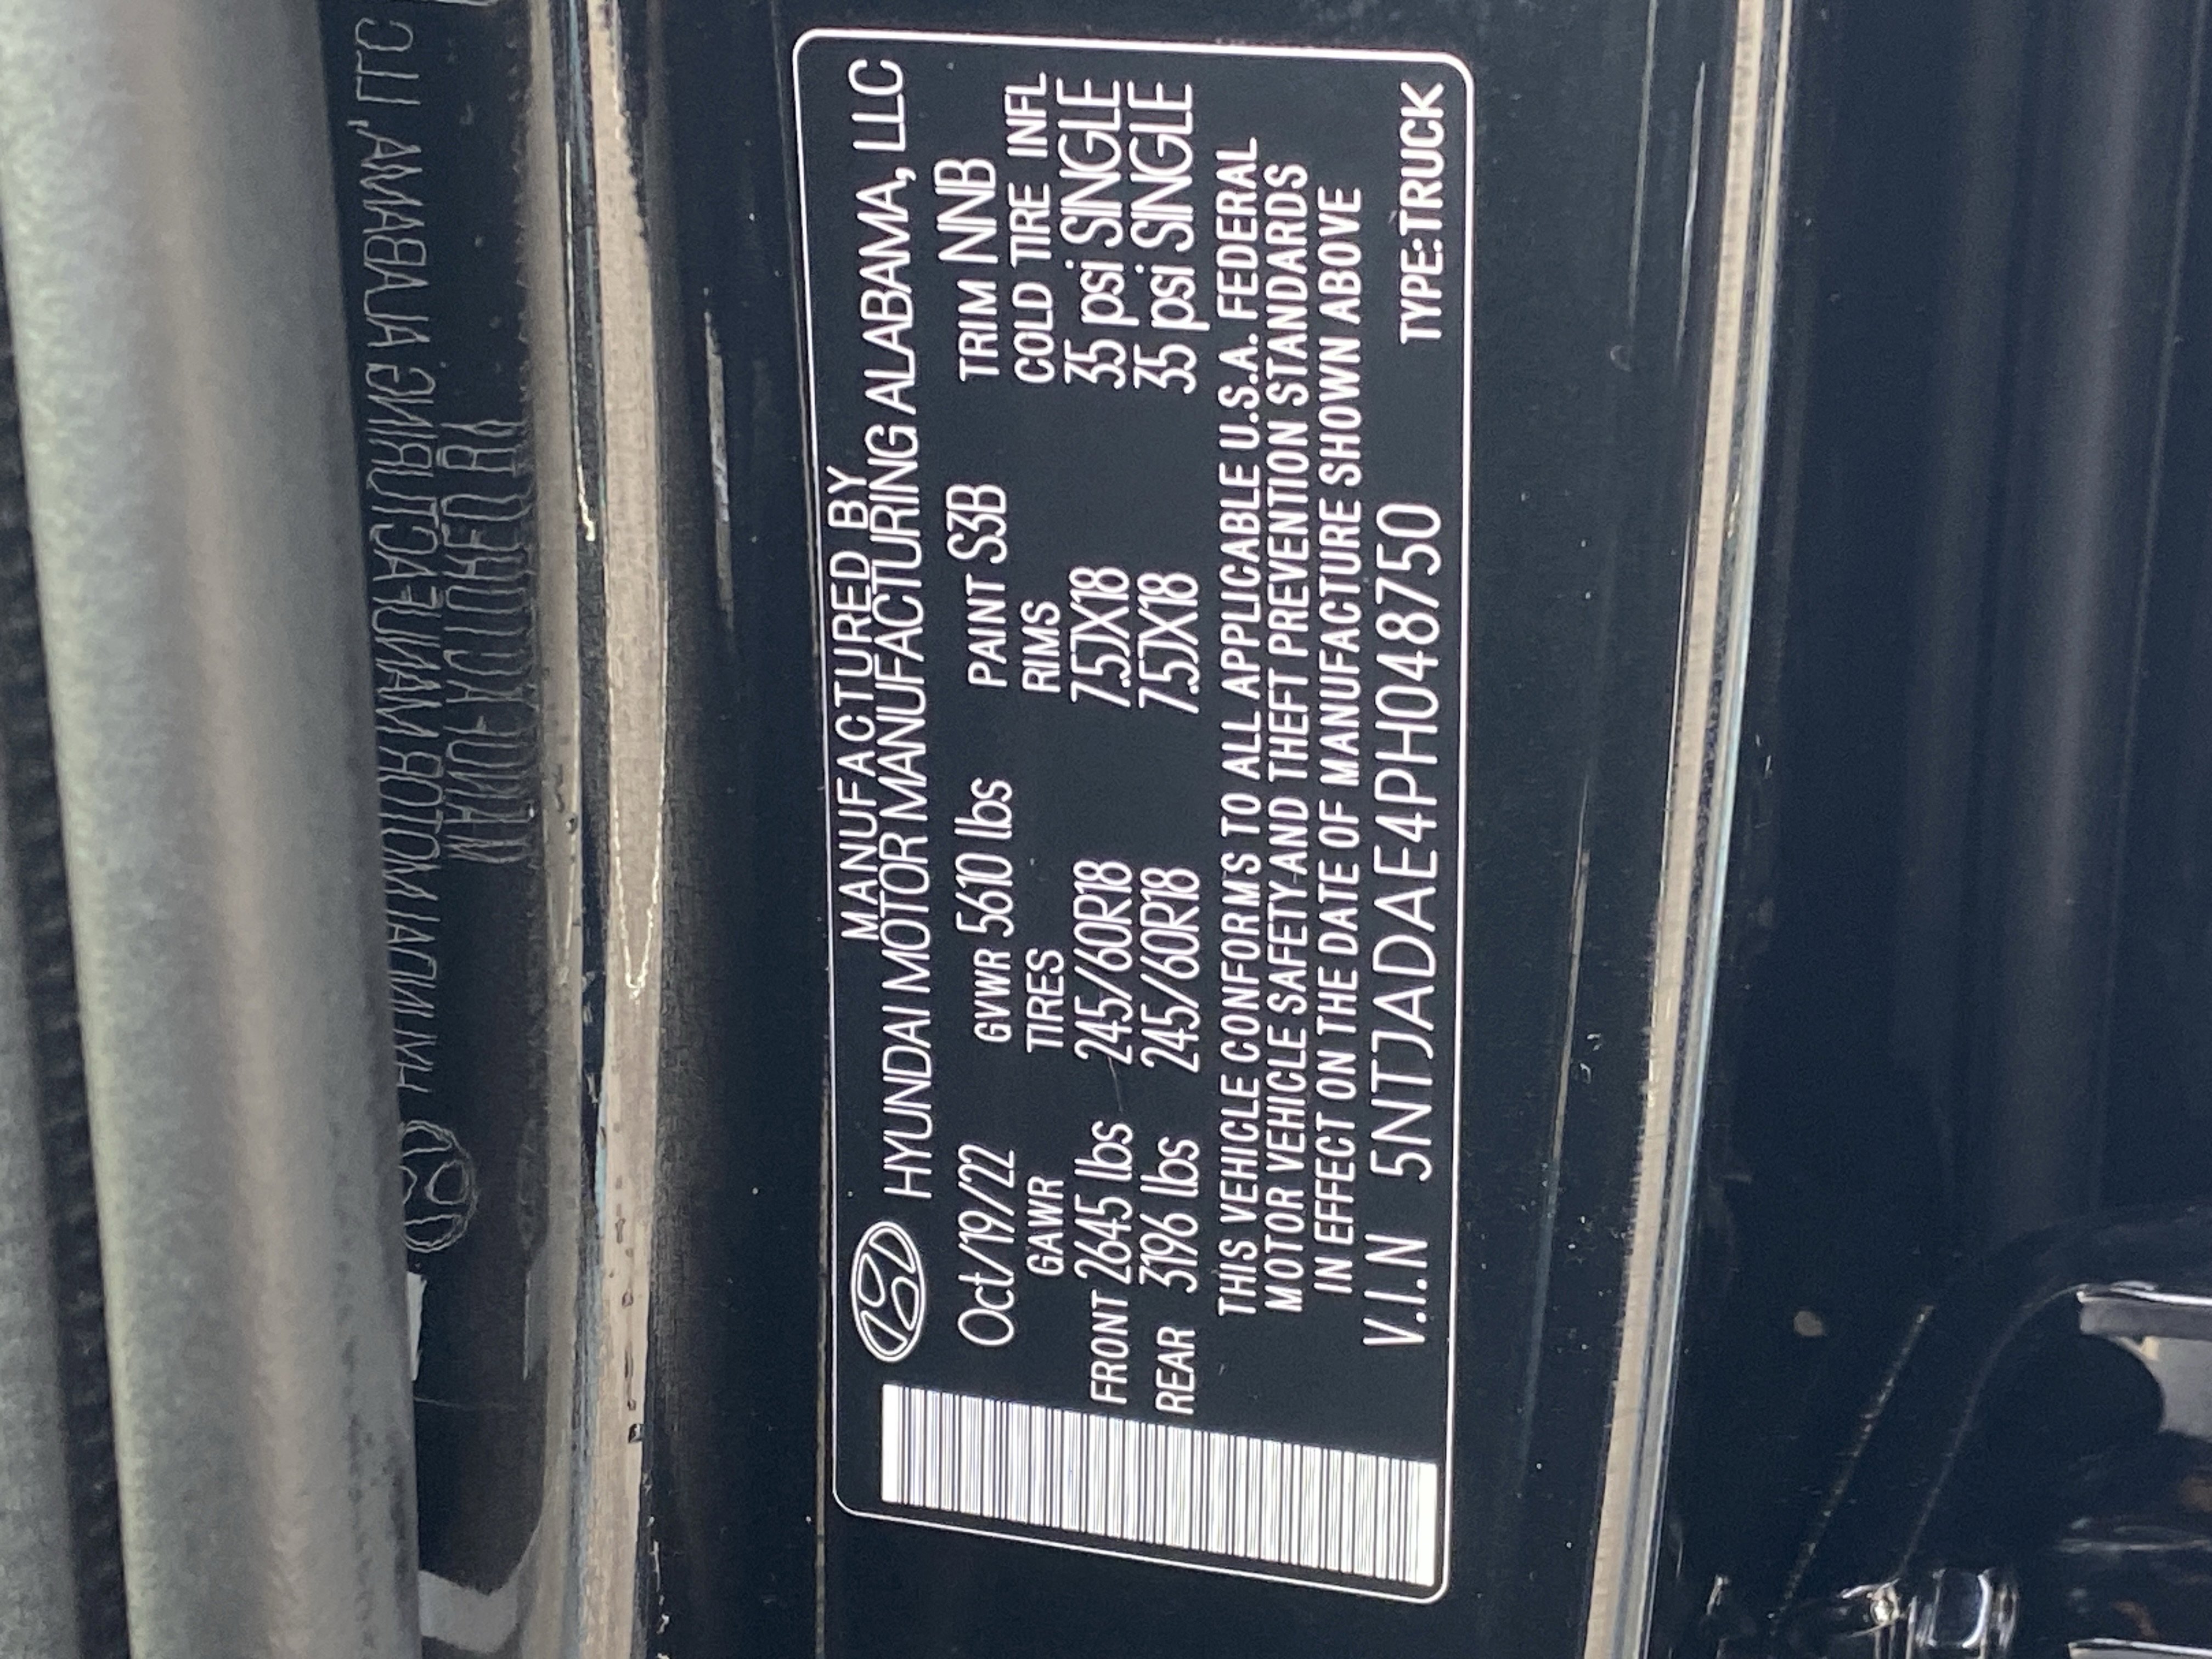 MANUFACTURED BY
HYUNDAI MOTOR MANUFACTURING ALABAMA, LLC
Oct/19/22 GVWR 5610 lbs PAINT S3B TRIM NNB
GAWR TIRES RIMS COLD TIRE INFL
FRONT 2645 lbs 245/60R18 7.5JX18 35 psi SINGLE
REAR 3196 lbs 245/60R18 7.5JX18 35 psi SINGLE
THIS VEHICLE CONFORMS TO ALL APPLICABLE U.S.A. FEDERAL
MOTOR VEHICLE SAFETY AND THEFT PREVENTION STANDARDS
IN EFFECT ON THE DATE OF MANUFACTURE SHOWN ABOVE
V.I.N 5NTJADAE4PH048750 TYPE:TRUCK